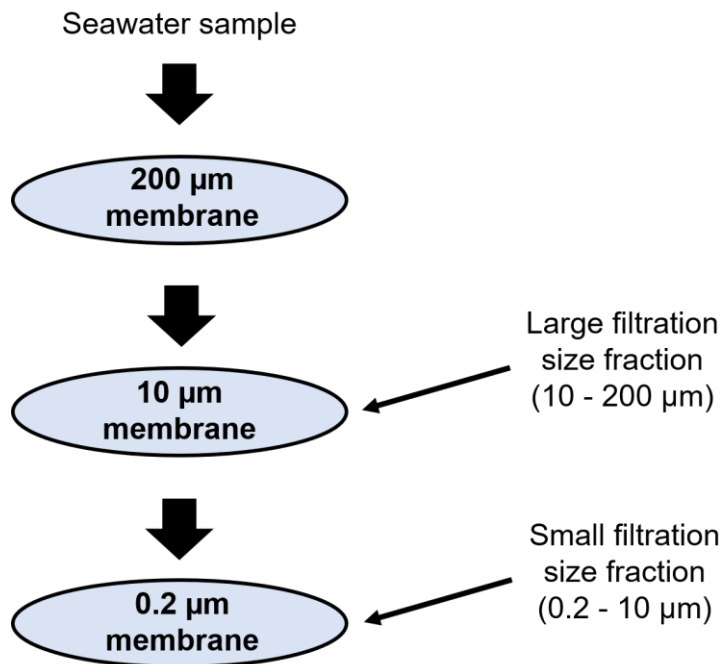 Seawater sample
200 µm
membrane
Large filtration
size fraction
(10 - 200 µm)
10 µm
membrane
Small filtration
size fraction
(0.2 - 10 µm)
0.2 µm
membrane